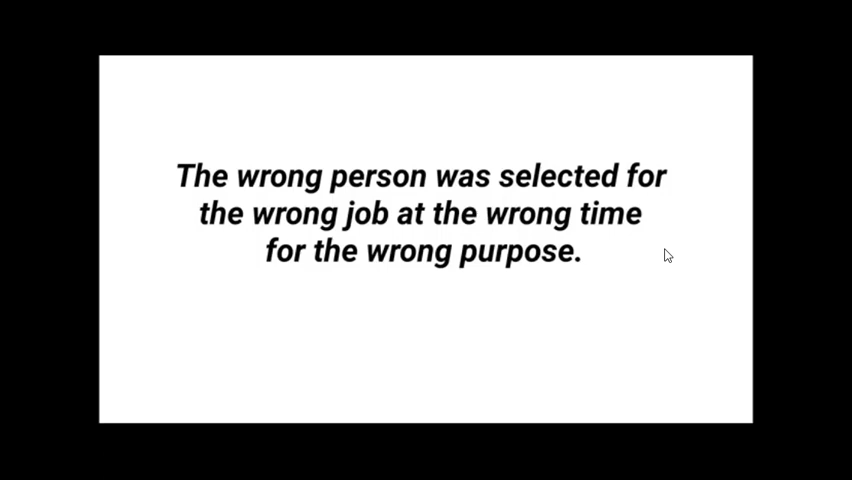 The wrong person was selected for
the wrong job at the wrong time
for the wrong purpose.